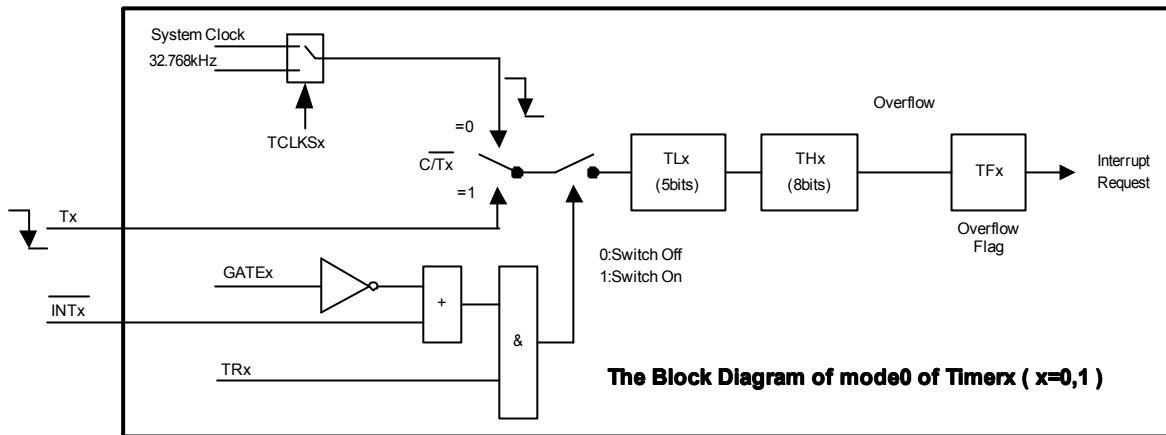 System Clock
32.768kHz
TCLKSx
=0
C/Tx
=1
Tx
GATEx
INTx
TRx
+
&
0:Switch Off
1:Switch On
TLx
(5bits)
THx
(8bits)
Overflow
TFx
Overflow
Flag
Interrupt
Request
The Block Diagram of mode0 of Timerx ( x=0,1 )